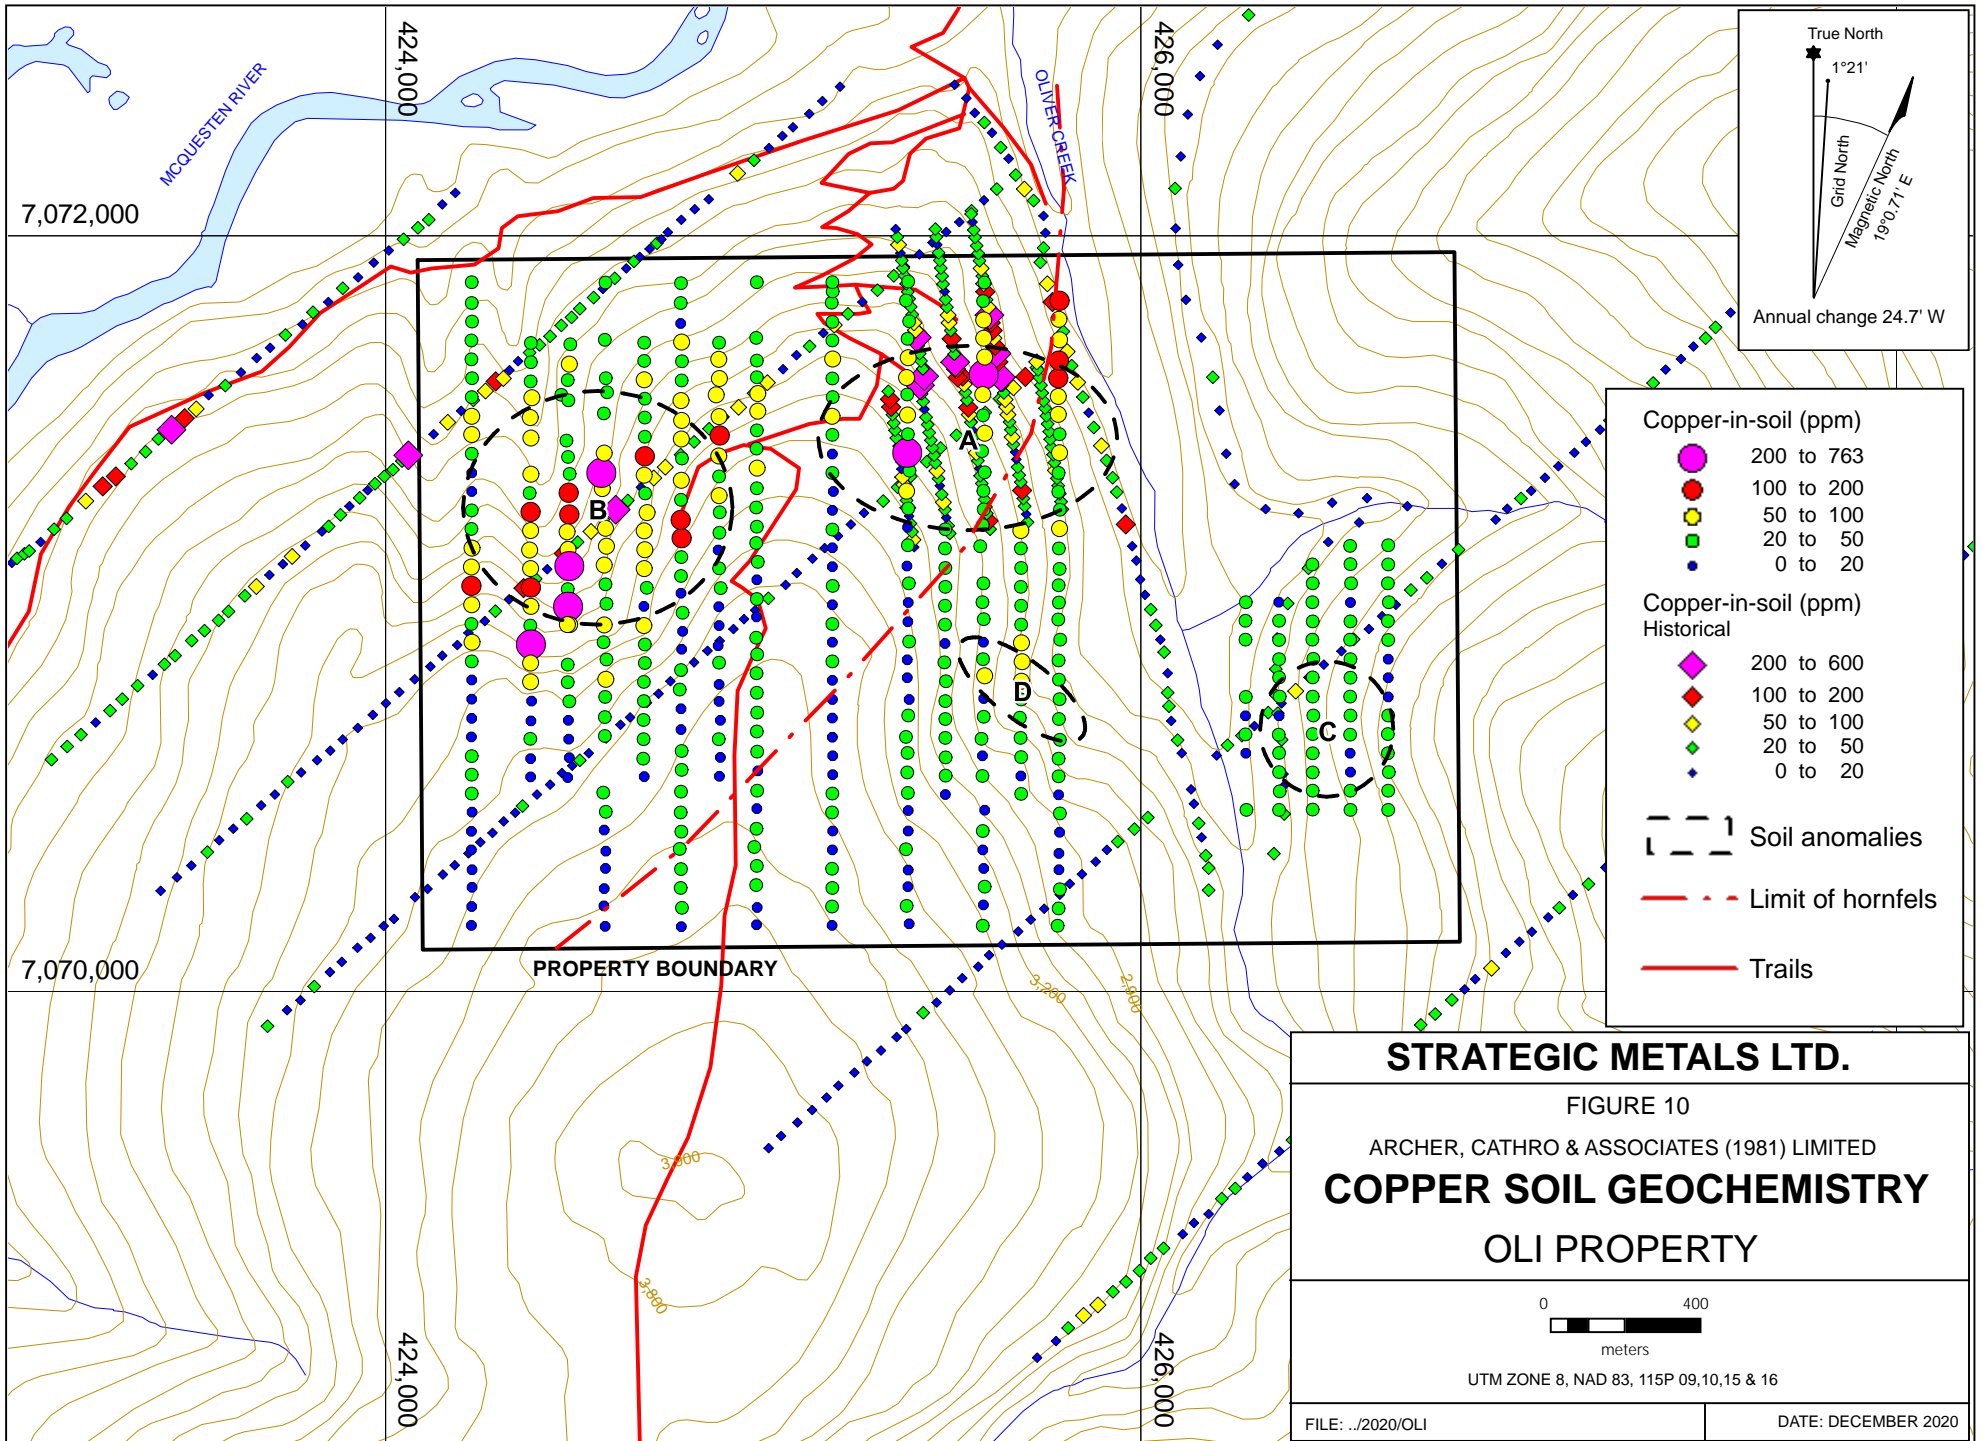 True North
1°21'
Grid North
Magnetic North
19°0.71' E
Annual change 24.7' W
MCQUESTEN RIVER
OLIVER CREEK
424,000
426,000
7,072,000
7,070,000
A
B
C
D
PROPERTY BOUNDARY
3,200
2,900
3,800
424,000
426,000
Copper-in-soil (ppm)
200 to 763
100 to 200
50 to 100
20 to 50
0 to 20
Copper-in-soil (ppm)
Historical
200 to 600
100 to 200
50 to 100
20 to 50
0 to 20
Soil anomalies
Limit of hornfels
Trails
STRATEGIC METALS LTD.
FIGURE 10
ARCHER, CATHRO & ASSOCIATES (1981) LIMITED
COPPER SOIL GEOCHEMISTRY
OLI PROPERTY
0 400
meters
UTM ZONE 8, NAD 83, 115P 09,10,15 & 16
FILE: ../2020/OLI
DATE: DECEMBER 2020